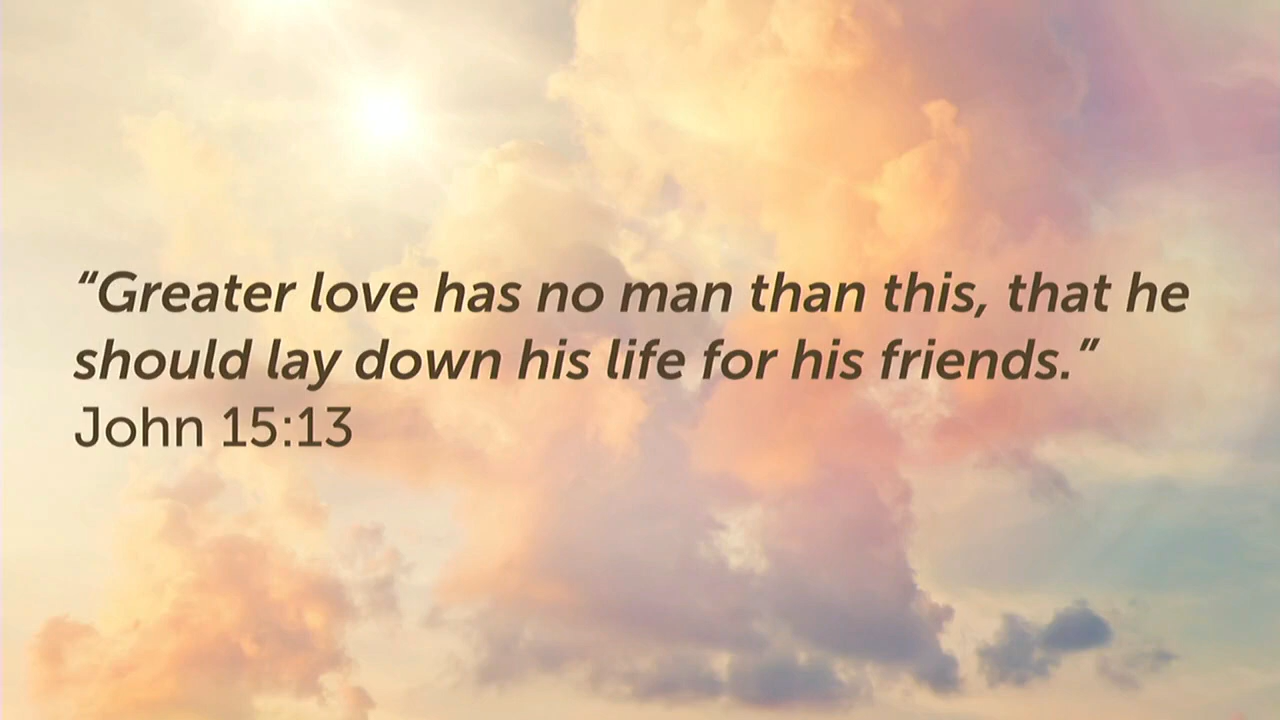 “Greater love has no man than this, that he
should lay down his life for his friends.”
John 15:13